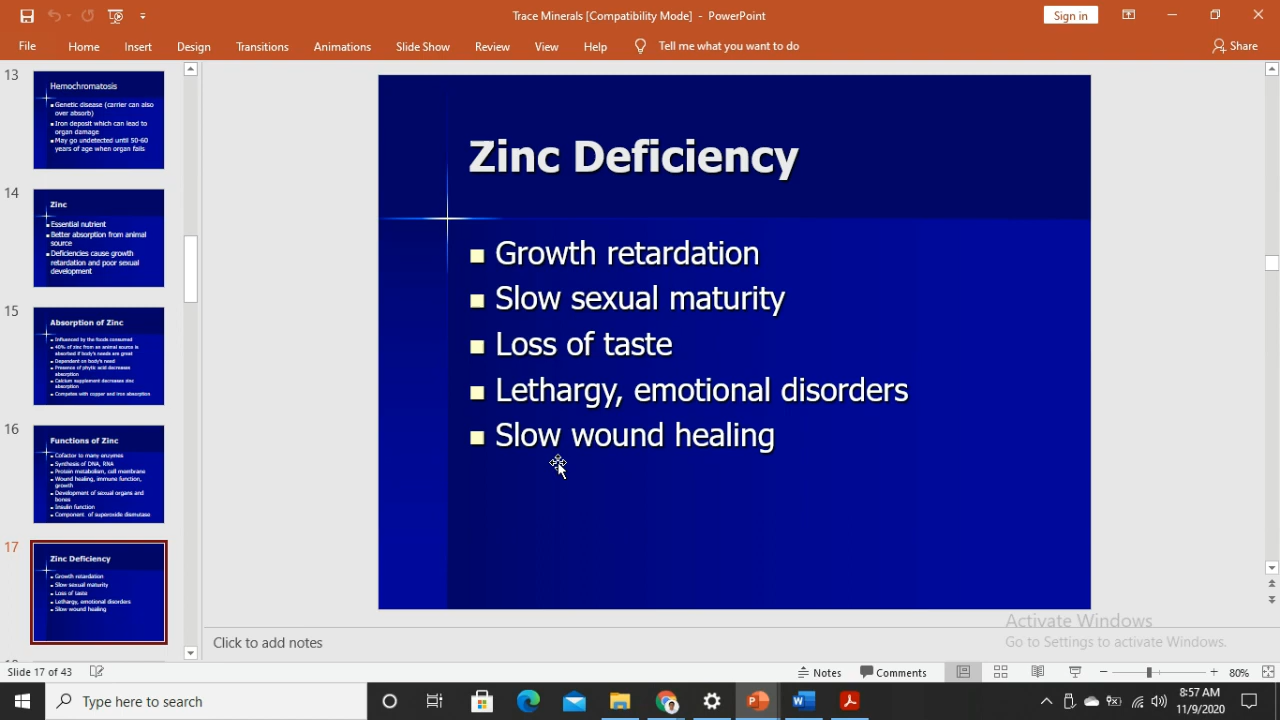 Trace Minerals [Compatibility Mode] - PowerPoint
Sign in
File Home Insert Design Transitions Animations Slide Show Review View Help Tell me what you want to do Share
13
Hemochromatosis
Genetic disease (carrier can also
over absorb)
Iron deposit which can lead to
organ damage
May go undetected until 50-60
years of age when organ fails
14
Zinc
Essential nutrient
Better absorption from animal
source
Deficiencies cause growth
retardation and poor sexual
development
15
Absorption of Zinc
Influenced by the foods consumed
40% of zinc from an animal source is
absorbed if body's needs are great
Dependent on body's need
Presence of phytic acid decreases
absorption
Calcium supplement decreases zinc
absorption
Competes with copper and iron absorption
16
Functions of Zinc
Cofactor to many enzymes
Synthesis of DNA, RNA
Protein metabolism, cell membrane
Wound healing, immune function,
growth
Development of sexual organs and
bones
Insulin function
Component of superoxide dismutase
17
Zinc Deficiency
Growth retardation
Slow sexual maturity
Loss of taste
Lethargy, emotional disorders
Slow wound healing
Zinc Deficiency
Growth retardation
Slow sexual maturity
Loss of taste
Lethargy, emotional disorders
Slow wound healing
Click to add notes
Activate Windows
Go to Settings to activate Windows.
Slide 17 of 43
Notes Comments 80%
Type here to search
8:57 AM
11/9/2020